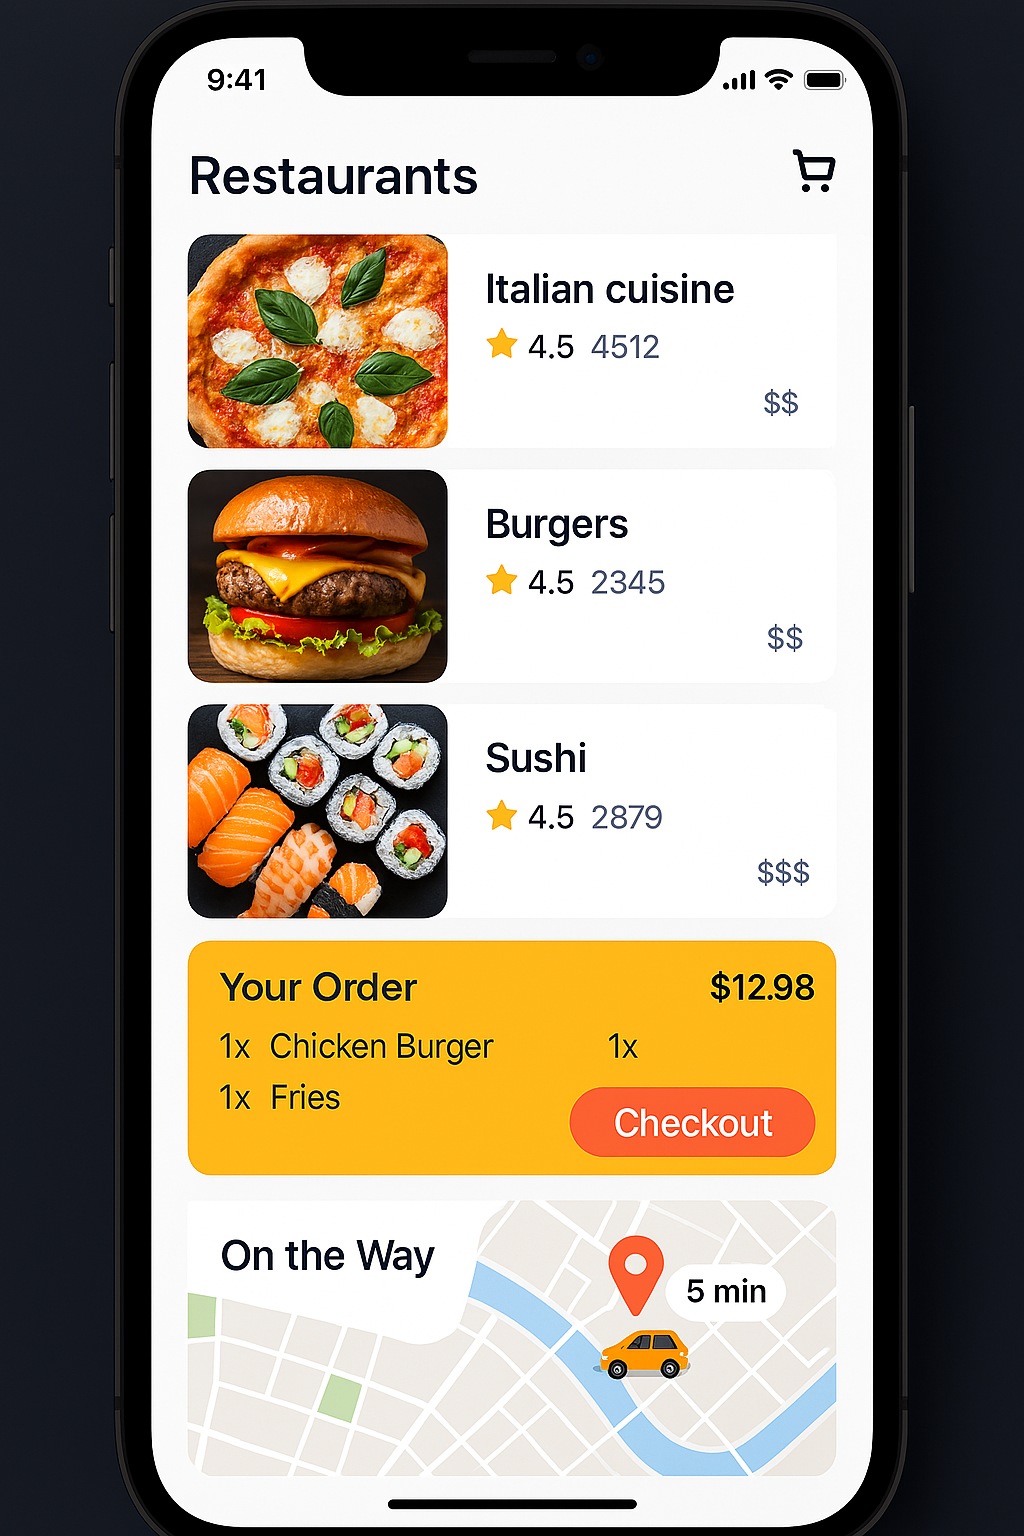 9:41
Restaurants
Italian cuisine
4.5 4512
$$
Burgers
4.5 2345
$$
Sushi
4.5 2879
$$$
Your Order $12.98
1x Chicken Burger 1x
1x Fries
Checkout
On the Way
5 min